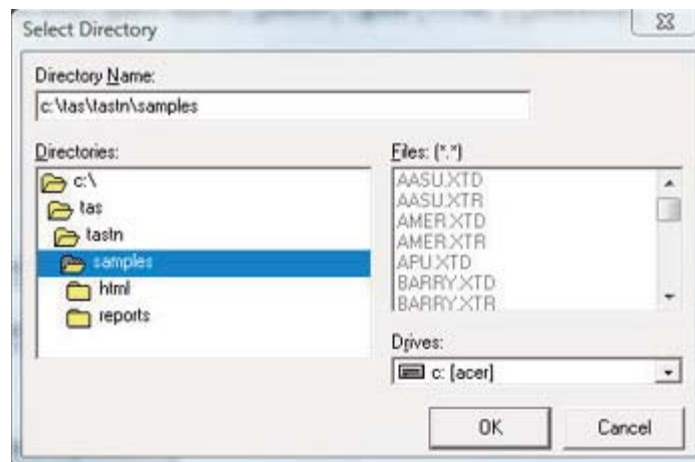 Select Directory
Directory Name:
c:\tas\tastn\samples
Directories:
c:\
tas
tastn
samples
html
reports
Files: (*.*)
AASU.XTD
AASU.XTR
AMER.XTD
AMER.XTR
APU.XTD
BARRY.XTD
BARRY.XTR
Drives:
c: [acer]
OK
Cancel